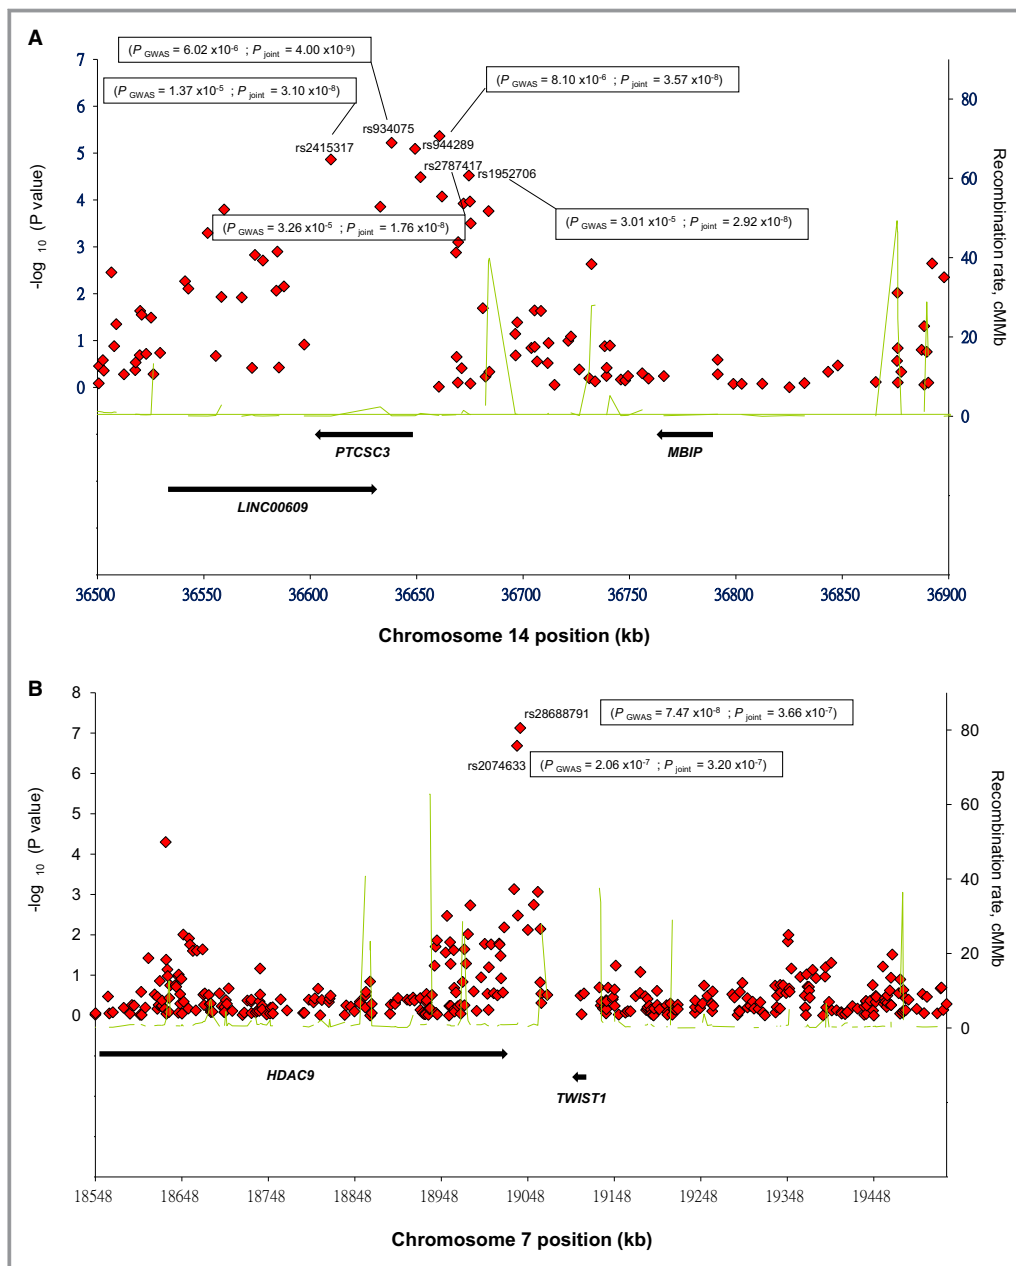 A
(P GWAS = 6.02 x10-6 ; P joint = 4.00 x10-9)
(P GWAS = 8.10 x10-6 ; P joint = 3.57 x10-8)
(P GWAS = 1.37 x10-5 ; P joint = 3.10 x10-8)
rs934075
rs2415317
rs944289
rs2787417
rs1952706
(P GWAS = 3.26 x10-5 ; P joint = 1.76 x10-8)
(P GWAS = 3.01 x10-5 ; P joint = 2.92 x10-8)
7
6
5
4
3
2
1
0
-log 10 (P value)
80
60
40
20
0
Recombination rate, cMMb
PTCSC3
MBIP
LINC00609
36500 36550 36600 36650 36700 36750 36800 36850 36900
Chromosome 14 position (kb)
B
rs28688791
(P GWAS = 7.47 x10-8 ; P joint = 3.66 x10-7)
rs2074633
(P GWAS = 2.06 x10-7 ; P joint = 3.20 x10-7)
8
7
6
5
4
3
2
1
0
-log 10 (P value)
80
60
40
20
0
Recombination rate, cMMb
HDAC9
TWIST1
18548 18648 18748 18848 18948 19048 19148 19248 19348 19448
Chromosome 7 position (kb)